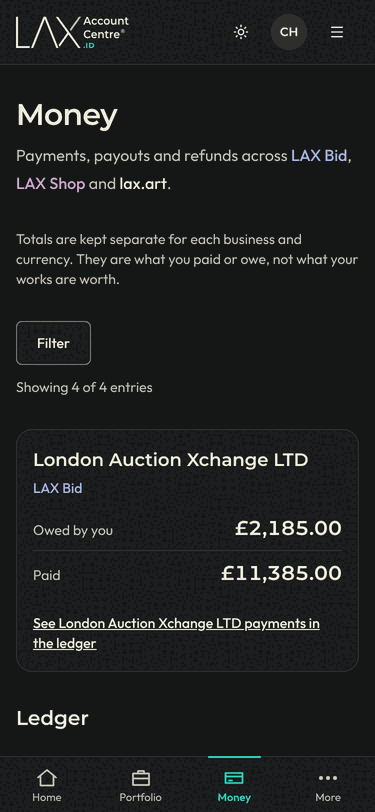 LAX Account
Centre®
.ID
CH
Money
Payments, payouts and refunds across LAX Bid,
LAX Shop and lax.art.
Totals are kept separate for each business and
currency. They are what you paid or owe, not what your
works are worth.
Filter
Showing 4 of 4 entries
London Auction Xchange LTD
LAX Bid
Owed by you £2,185.00
Paid £11,385.00
See London Auction Xchange LTD payments in
the ledger
Ledger
Home Portfolio Money More